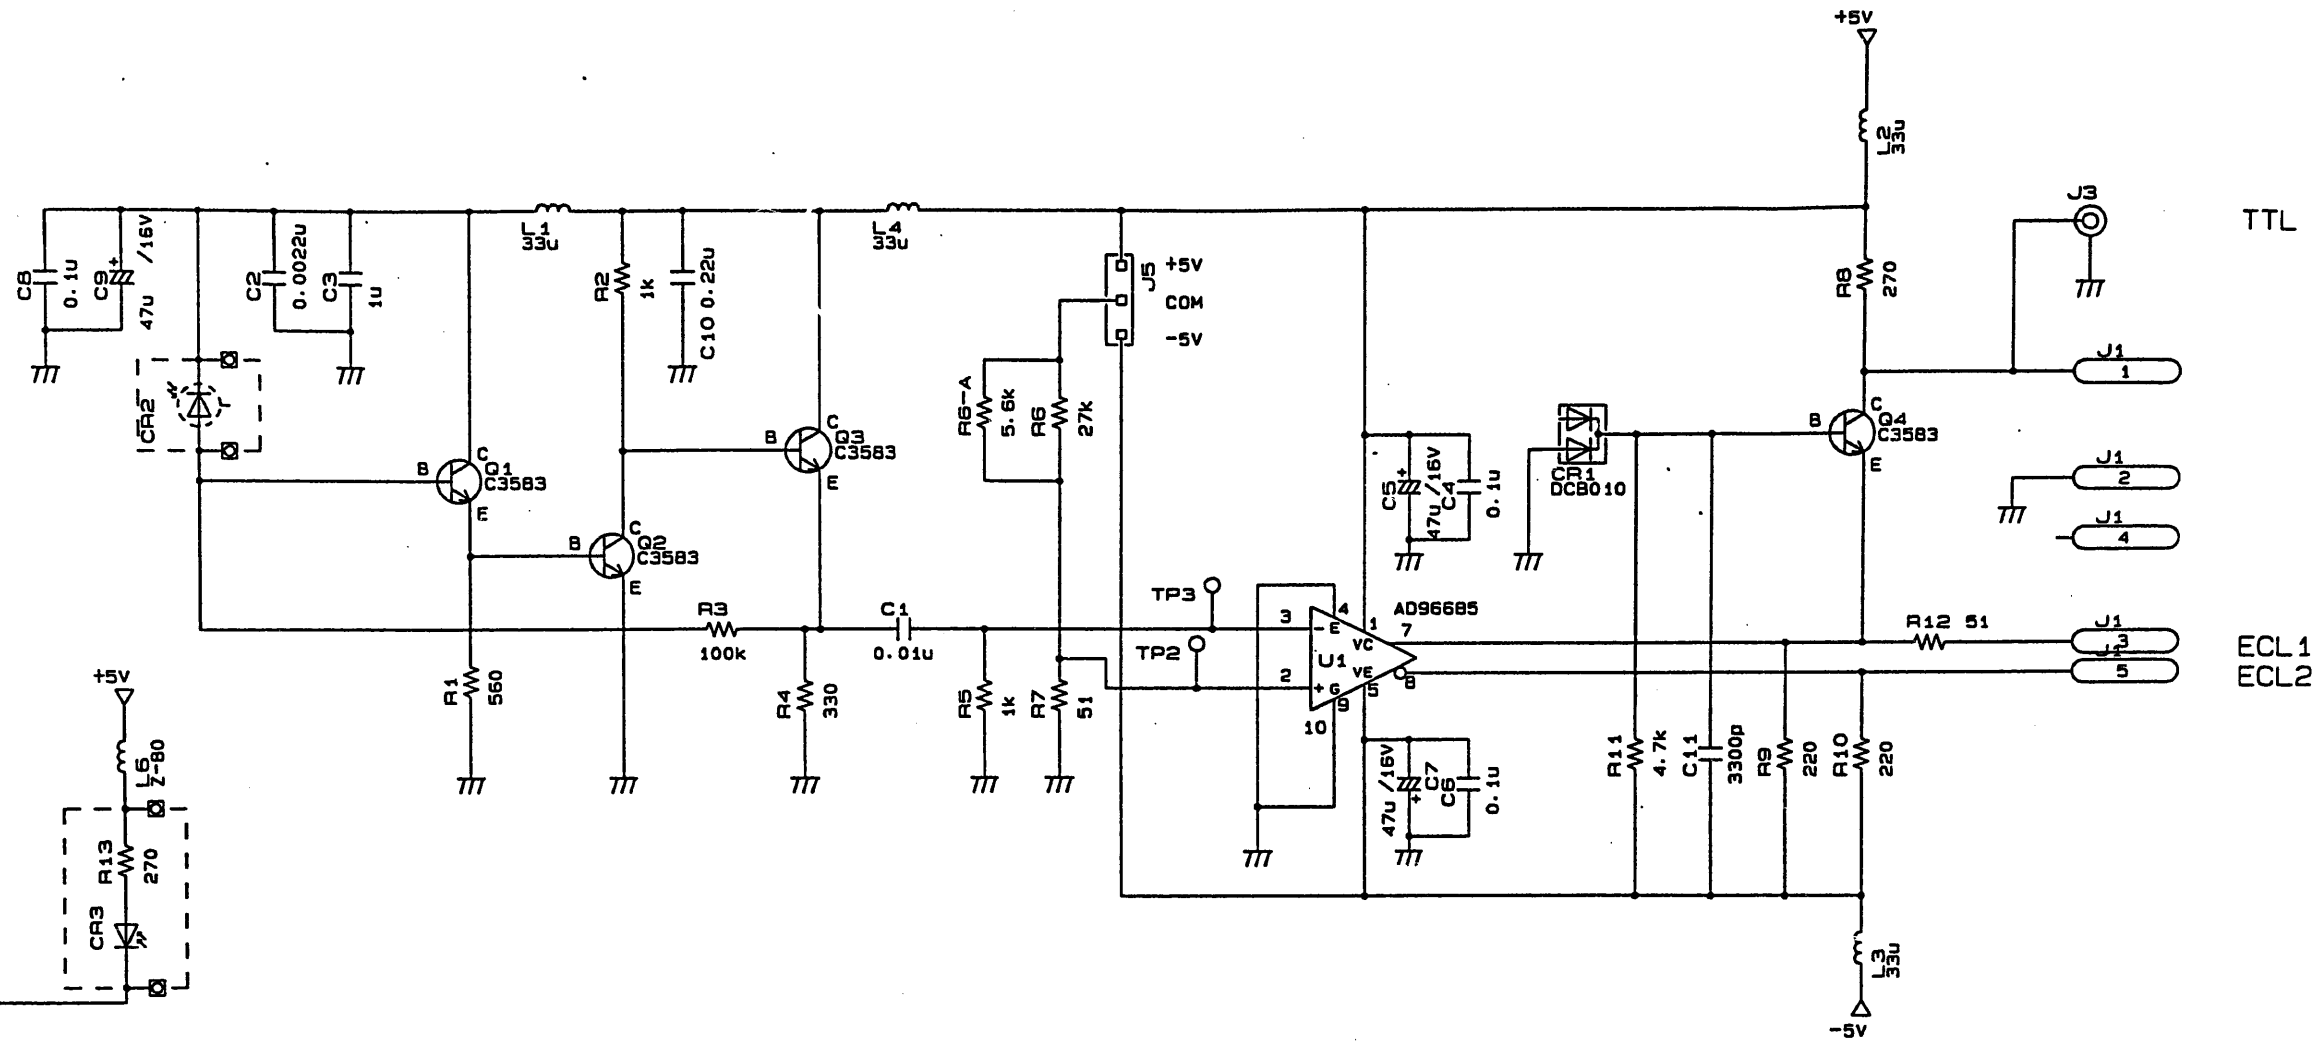 +5V
L2
33u
J3
TTL
C8
0.1u
C9
47u /16V
C2
0.0022u
C3
1u
L1
33u
R2
1k
C10 0.22u
L4
33u
J5
+5V
COM
-5V
R8
270
CR2
B
C
E
Q1
C3583
B
C
E
Q2
C3583
B
C
E
Q3
C3583
R6-A
5.6k
R6
27k
C5
47u /16V
C4
0.1u
CR1
DCB010
B
C
E
Q4
C3583
J1
1
J1
2
J1
4
R3
100k
C1
0.01u
TP3
TP2
3
2
4
- E
+ G
9
10
U1
1
VC
VE
5
AD96685
7
8
R12 51
J1
3
J1
5
ECL1
ECL2
R1
560
R4
330
R5
1k
R7
51
47u /16V
C7
C6
0.1u
R11
4.7k
C11
3300p
R9
220
R10
220
L3
33u
-5V
+5V
L6
Z-80
R13
270
CR3